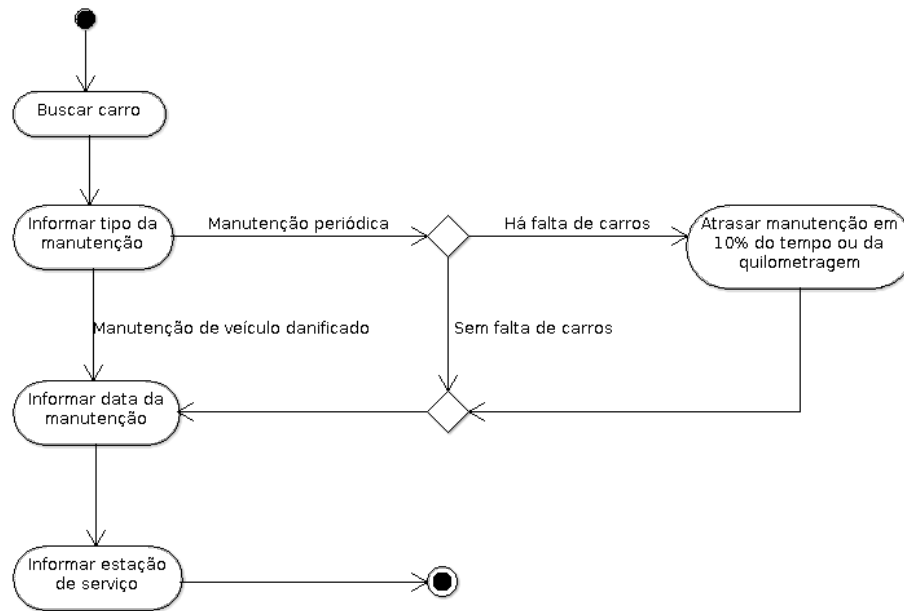 Buscar carro
Informar tipo da
manutenção
Manutenção periódica
Há falta de carros
Atrasar manutenção em
10% do tempo ou da
quilometragem
Manutenção de veículo danificado
Sem falta de carros
Informar data da
manutenção
Informar estação
de serviço